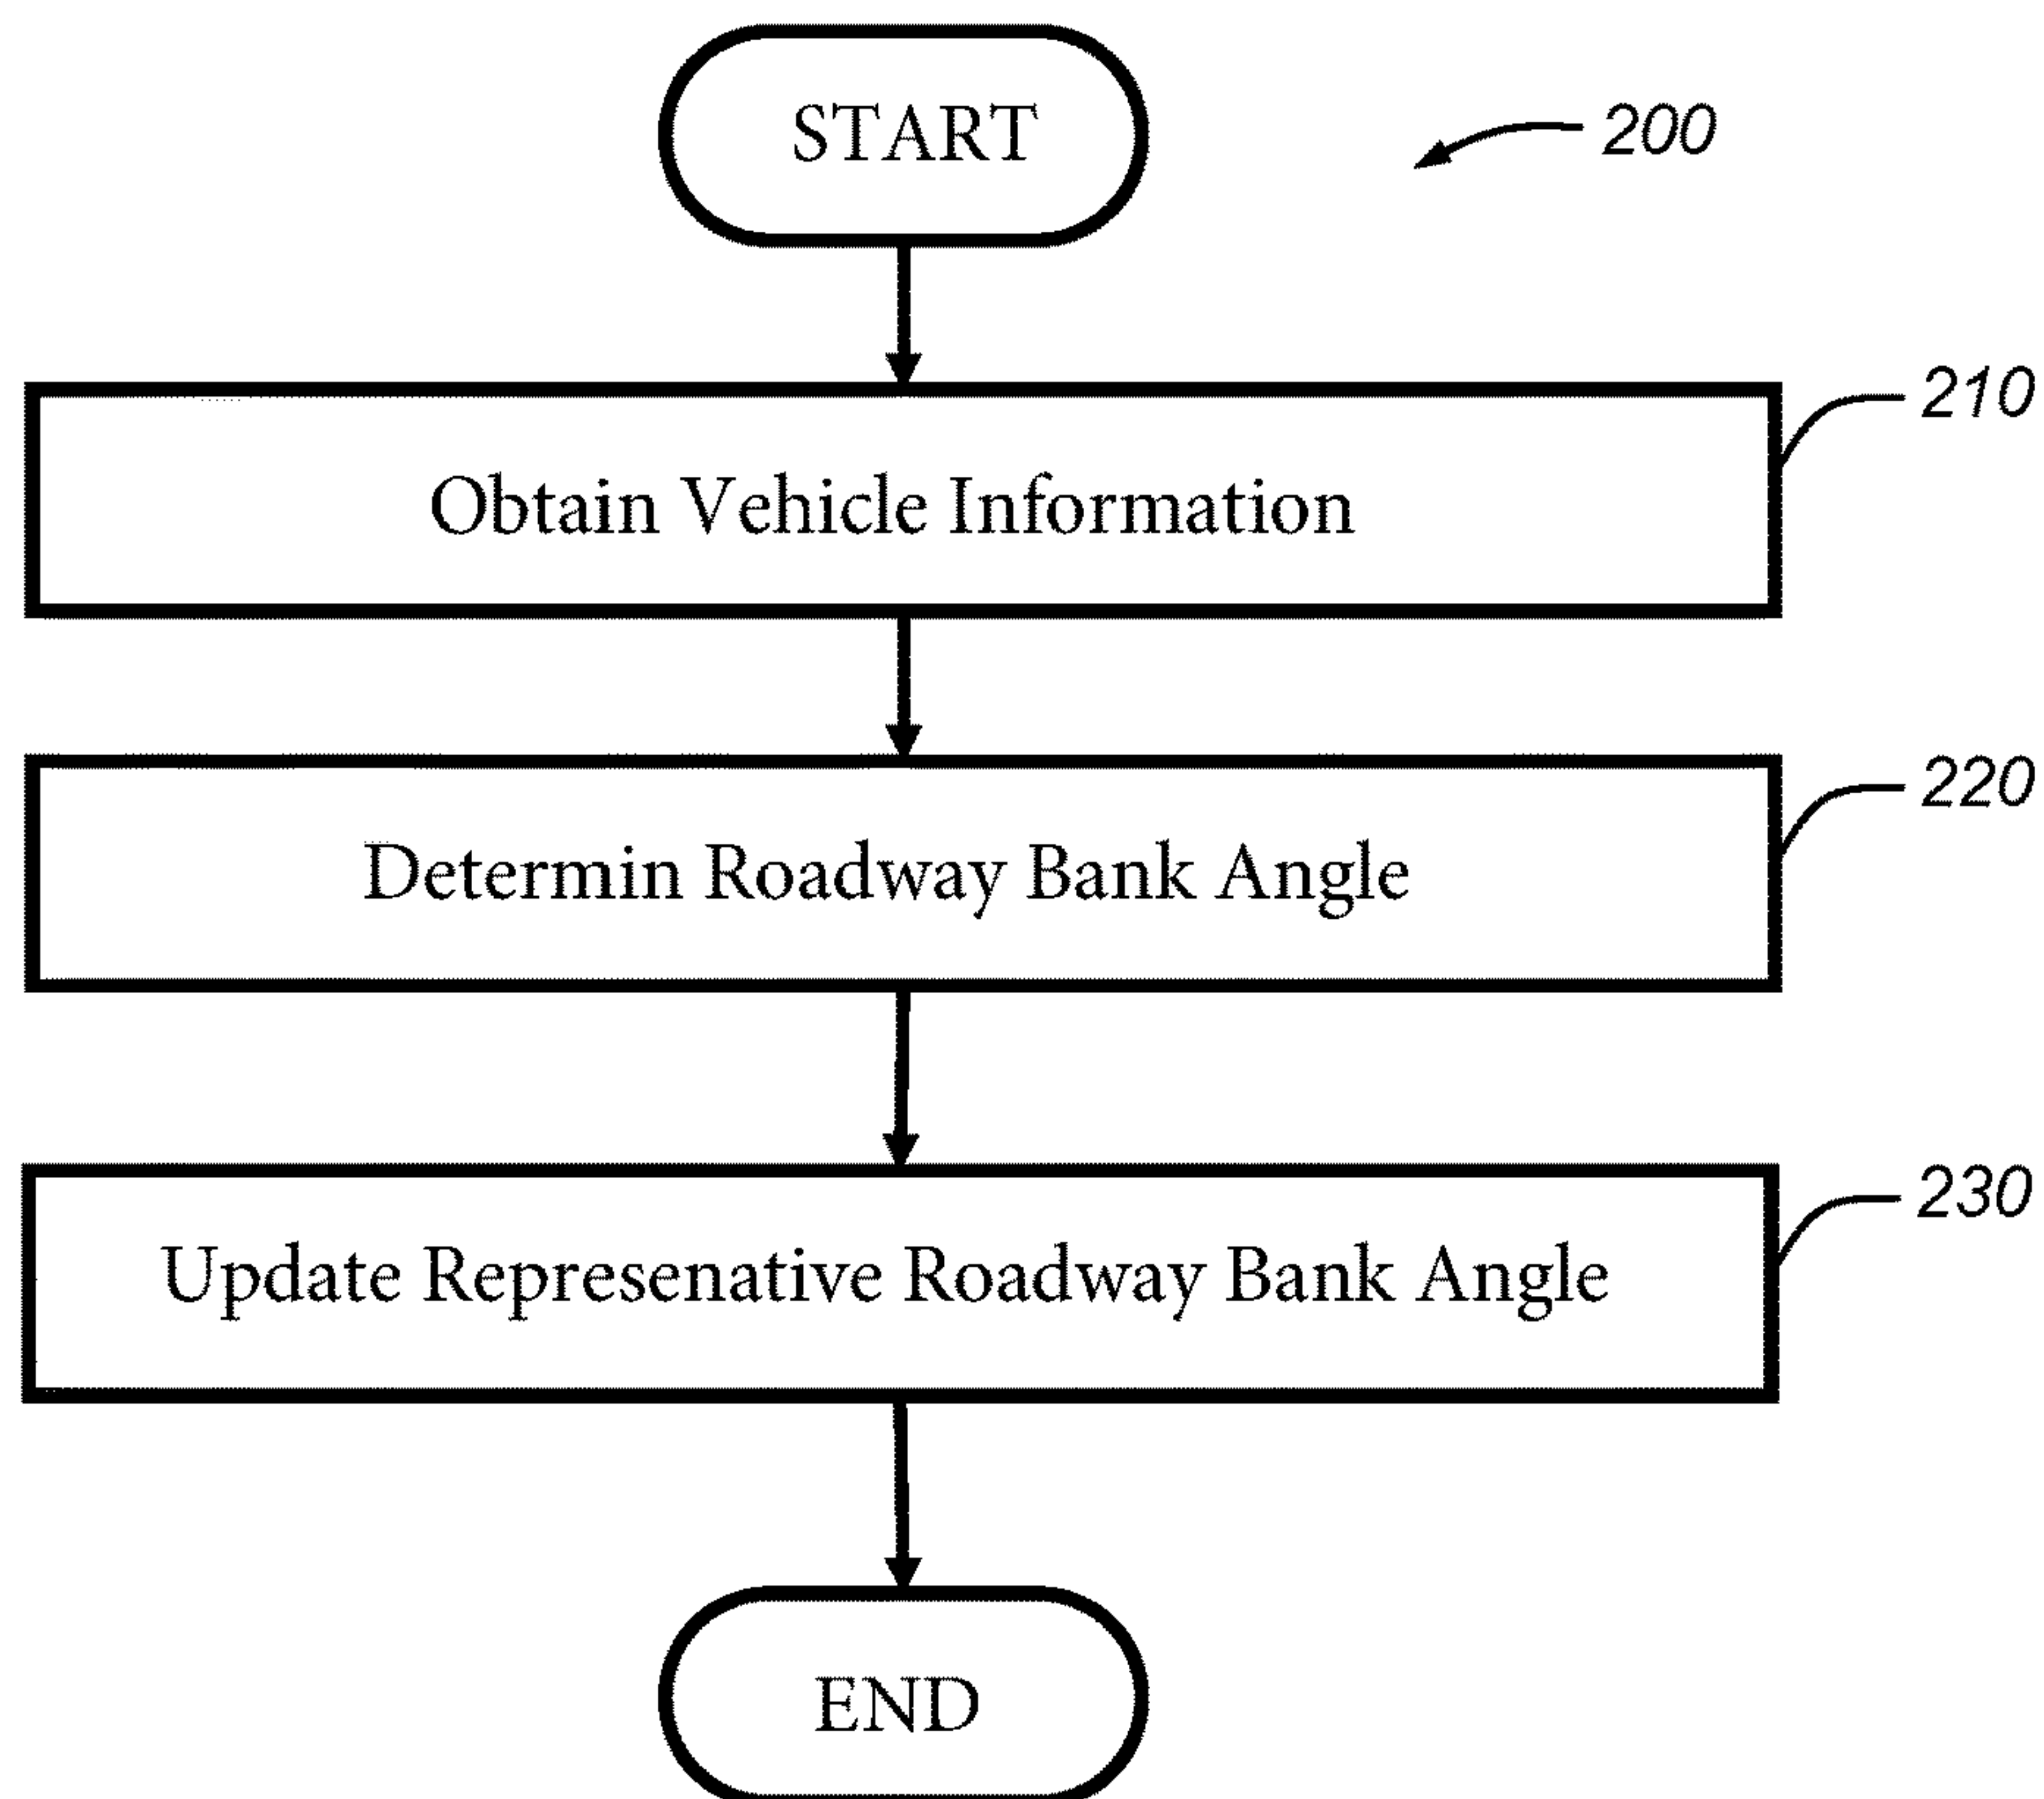 START
200
210
Obtain Vehicle Information
220
Determin Roadway Bank Angle
230
Update Represenative Roadway Bank Angle
END